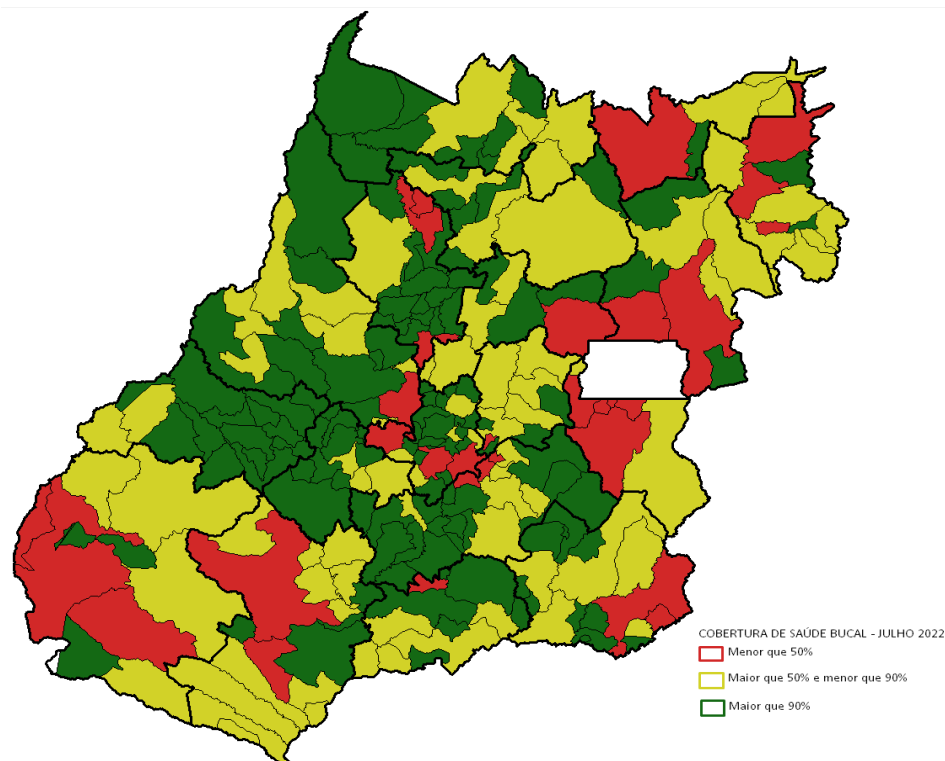 COBERTURA DE SAÚDE BUCAL - JULHO 2022
Menor que 50%
Maior que 50% e menor que 90%
Maior que 90%